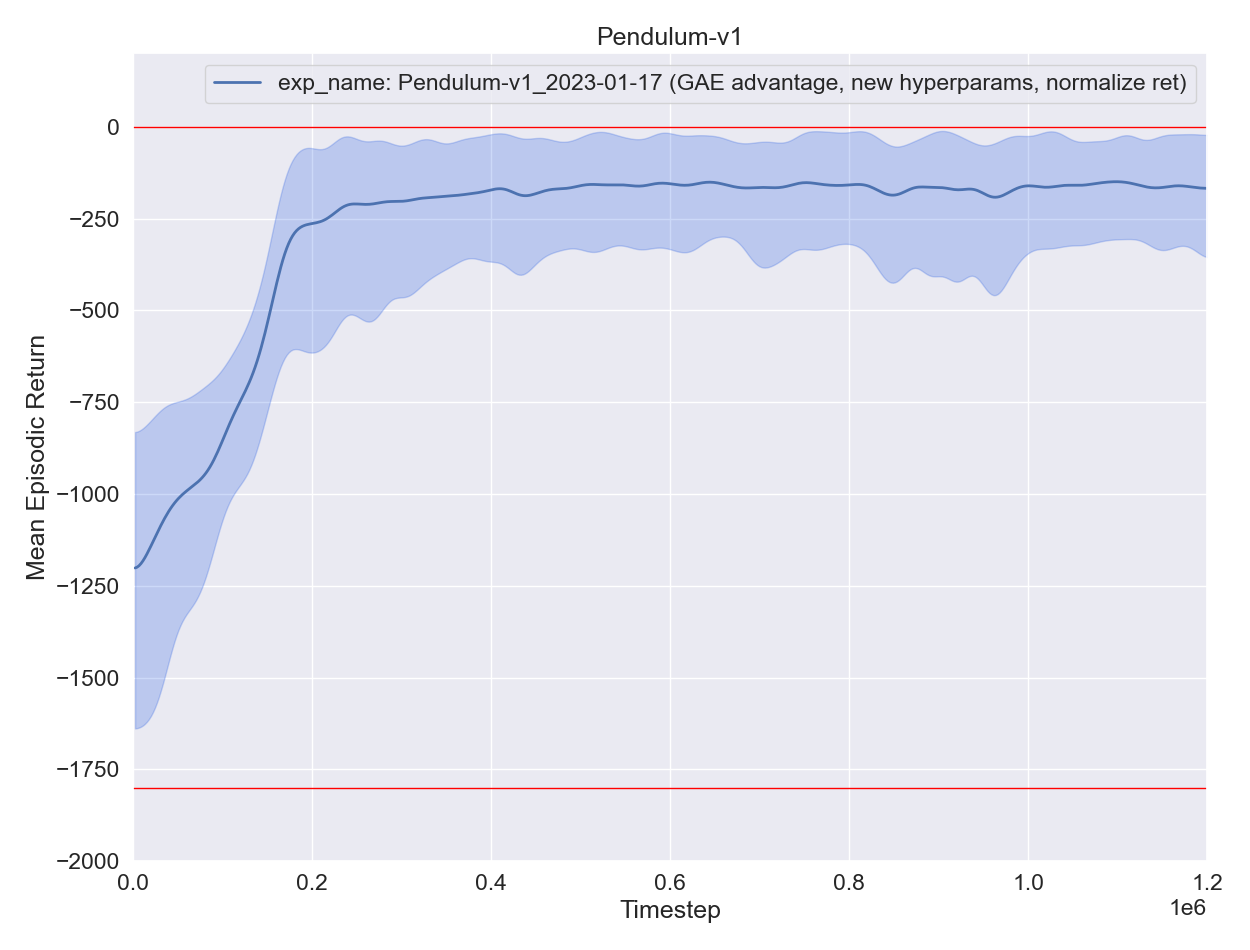 Pendulum-v1
exp_name: Pendulum-v1_2023-01-17 (GAE advantage, new hyperparams, normalize ret)
Mean Episodic Return
0
−250
−500
−750
−1000
−1250
−1500
−1750
−2000
0.0 0.2 0.4 0.6 0.8 1.0 1.2
Timestep
1e6